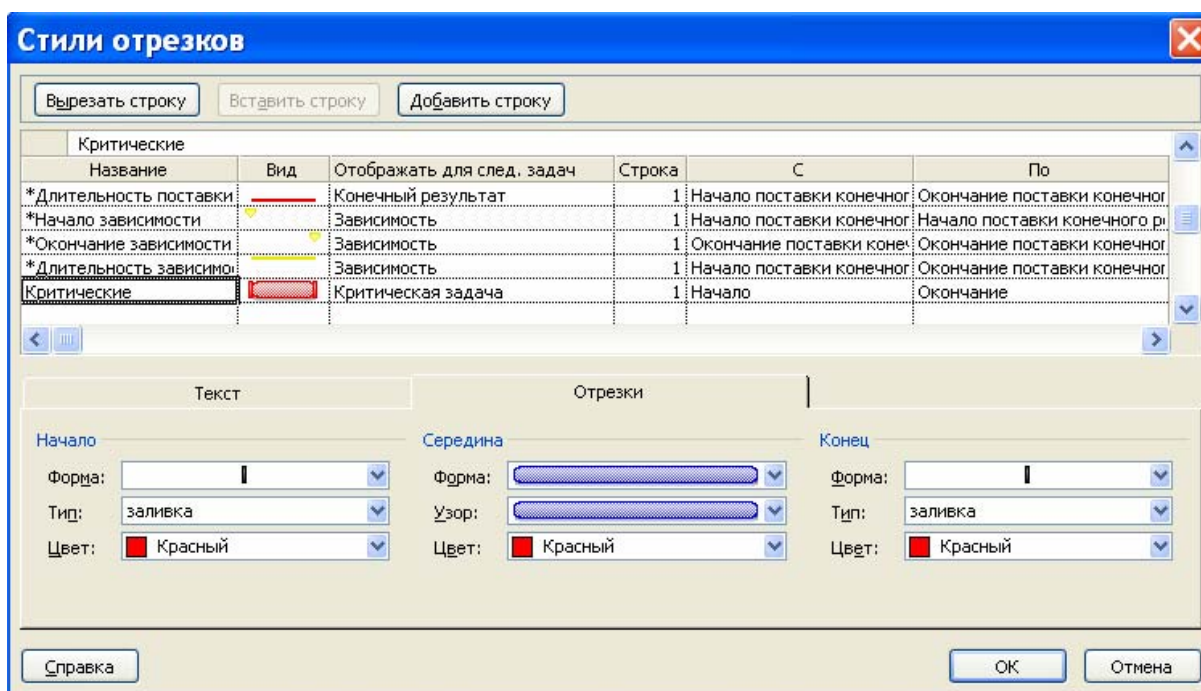 Стили отрезков
Вырезать строку Вставить строку Добавить строку
Критические
Название Вид Отображать для след. задач Строка С По
*Длительность поставки Конечный результат 1 Начало поставки конечног Окончание поставки конечног
*Начало зависимости Зависимость 1 Начало поставки конечног Начало поставки конечного р
*Окончание зависимости Зависимость 1 Окончание поставки конеч Окончание поставки конечног
*Длительность зависимо Зависимость 1 Начало поставки конечног Окончание поставки конечног
Критические Критическая задача 1 Начало Окончание
Текст Отрезки
Начало Середина Конец
Форма: Форма: Форма:
Тип: заливка Узор: Тип: заливка
Цвет: Красный Цвет: Красный Цвет: Красный
Справка ОК Отмена